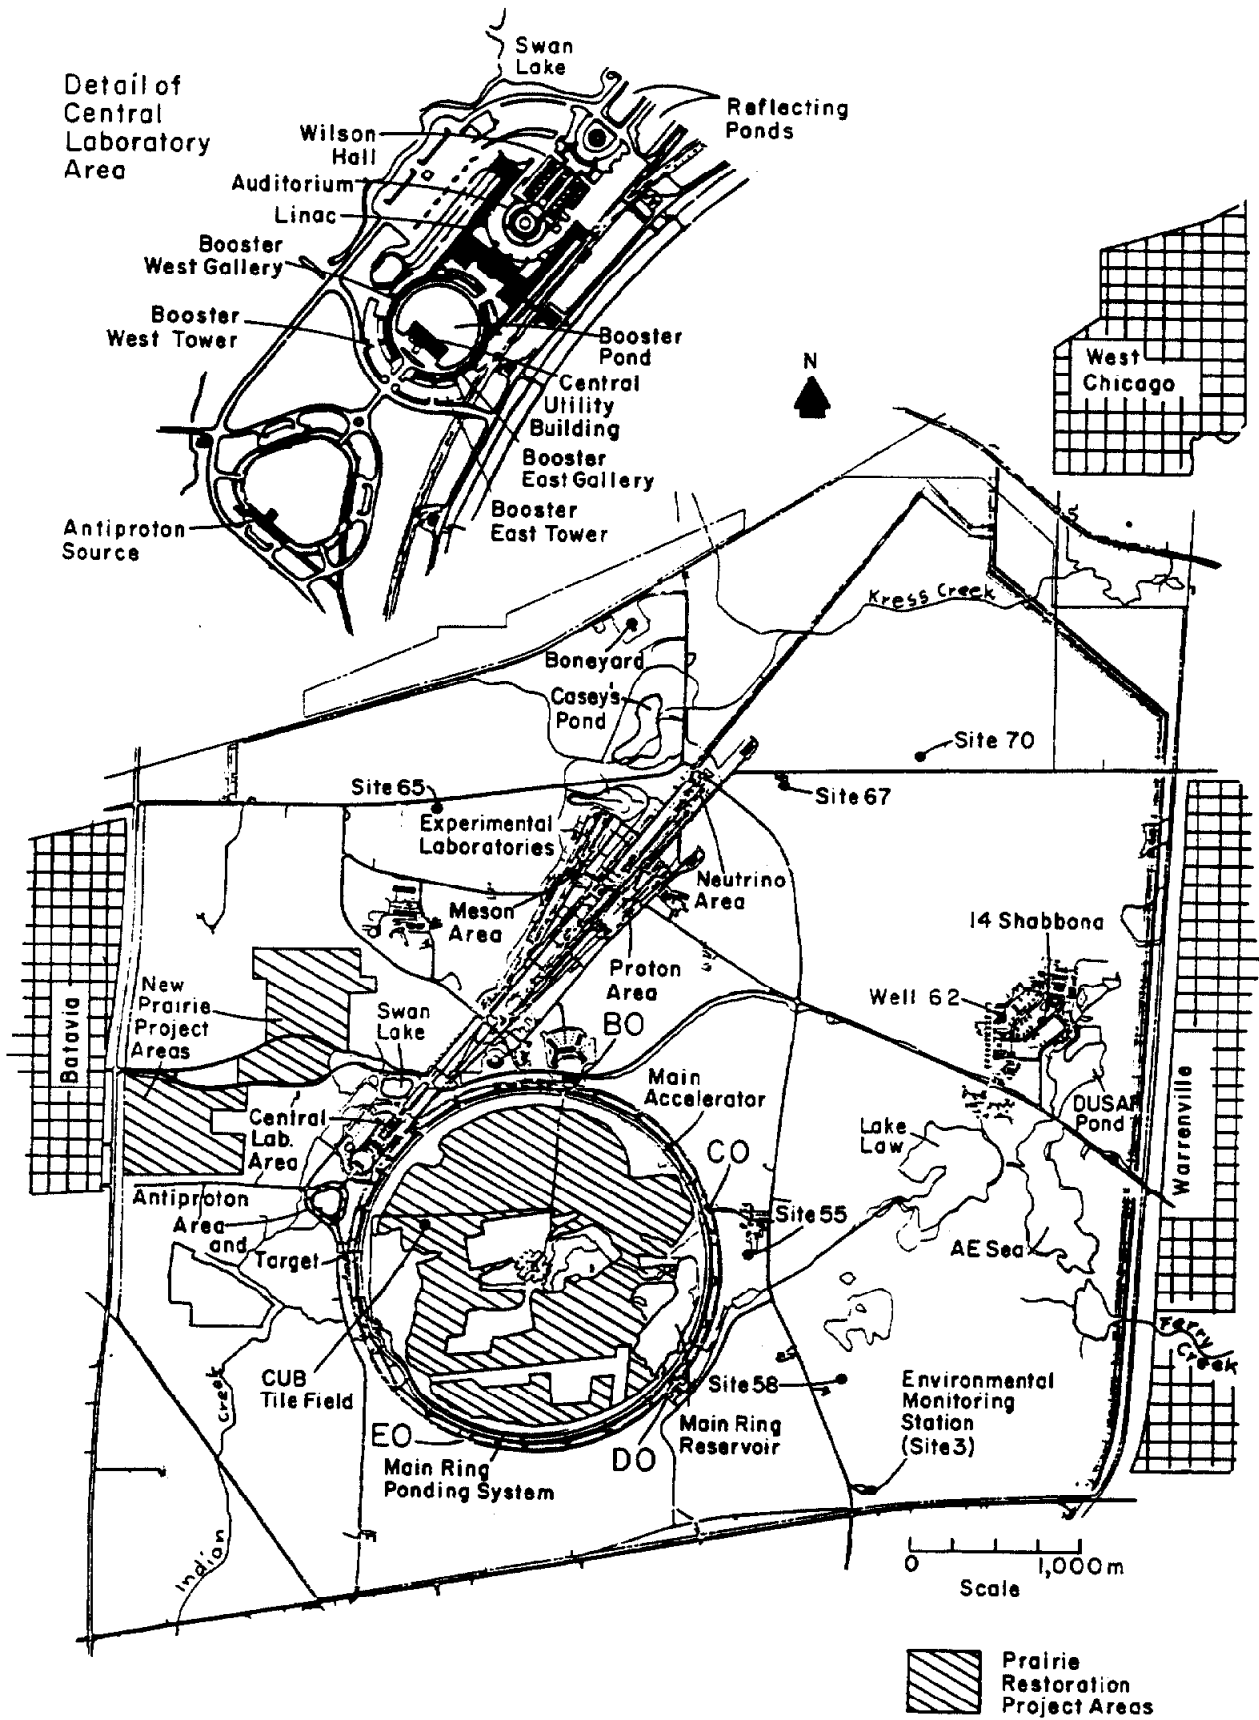 Swan
Lake
Detail of
Central
Laboratory
Area
Reflecting
Ponds
Wilson
Hall
Auditorium
Linac
Booster
West Gallery
Booster
West Tower
Booster
Pond
Central
Utility
Building
Booster
East Gallery
Booster
East Tower
Antiproton
Source
N
West
Chicago
Kress Creek
Boneyard
Casey's
Pond
Site 70
Site 65
Site 67
Experimental
Laboratories
Neutrino
Area
Meson
Area
14 Shabbona
Proton
Area
Well 62
New
Prairie
Project
Areas
Swan
Lake
BO
Batavia
Main
Accelerator
Central
Lab.
Area
CO
Lake
Law
DUSAF
Pond
Warrenville
Antiproton
Area
and
Target
Site 55
AE Sea
Ferry
Creek
CUB
Tile Field
Site 58
Environmental
Monitoring
Station
(Site 3)
Main Ring
Reservoir
EO
DO
Main Ring
Ponding System
Indian
Creek
0 1,000 m
Scale
Prairie
Restoration
Project Areas